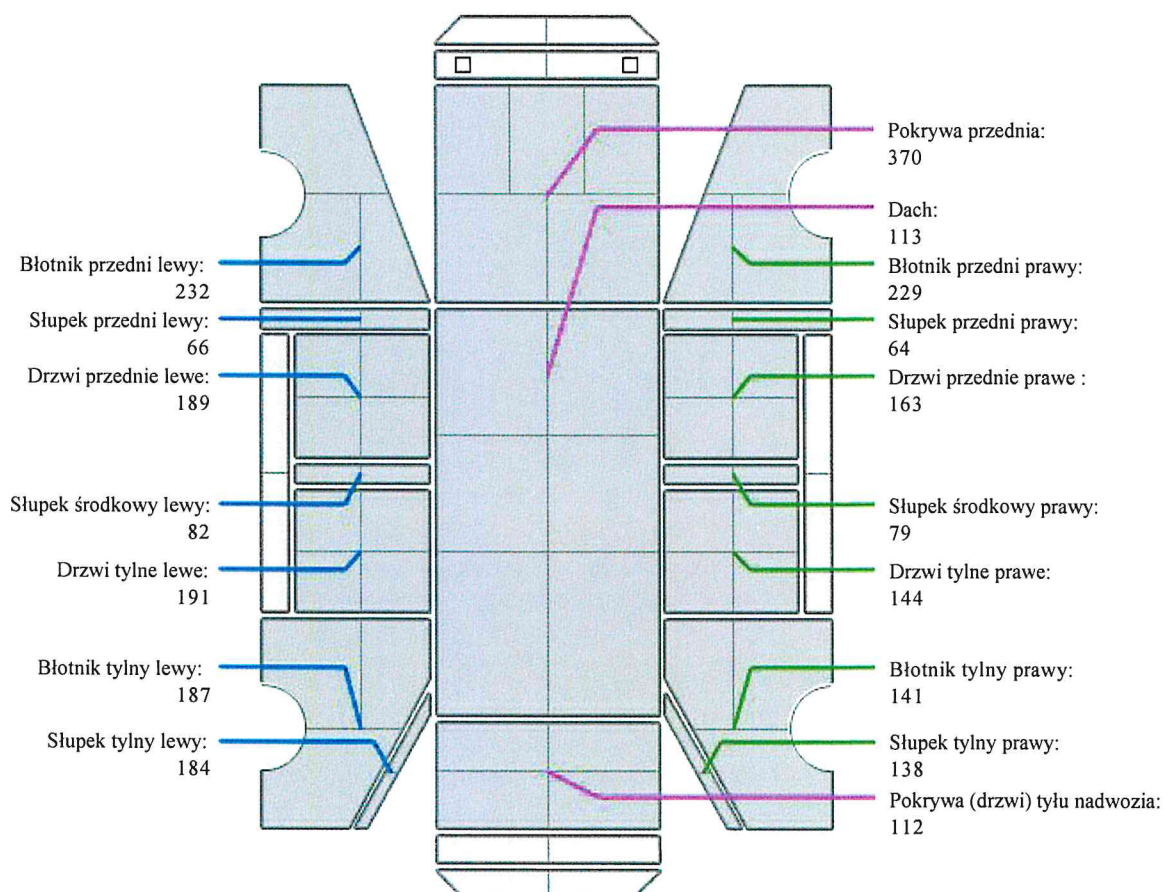 Błotnik przedni lewy:
232
Słupek przedni lewy:
66
Drzwi przednie lewe:
189
Słupek środkowy lewy:
82
Drzwi tylne lewe:
191
Błotnik tylny lewy:
187
Słupek tylny lewy:
184
Pokrywa przednia:
370
Dach:
113
Błotnik przedni prawy:
229
Słupek przedni prawy:
64
Drzwi przednie prawe :
163
Słupek środkowy prawy:
79
Drzwi tylne prawe:
144
Błotnik tylny prawy:
141
Słupek tylny prawy:
138
Pokrywa (drzwi) tyłu nadwozia:
112